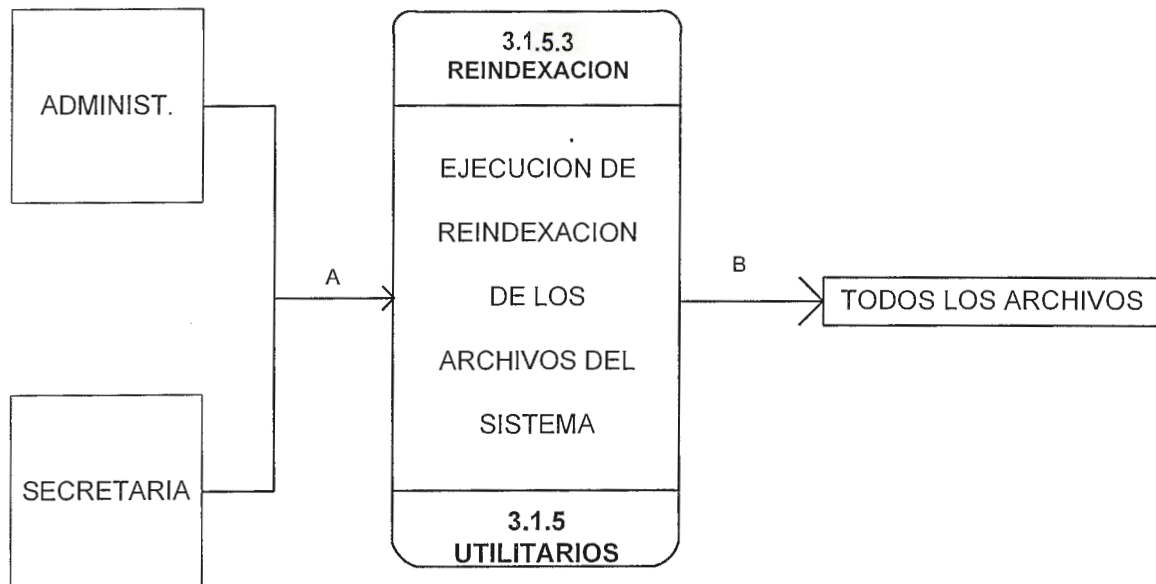 ADMINIST.
SECRETARIA
A
3.1.5.3
REINDEXACION
EJECUCION DE
REINDEXACION
DE LOS
ARCHIVOS DEL
SISTEMA
3.1.5
UTILITARIOS
B
TODOS LOS ARCHIVOS